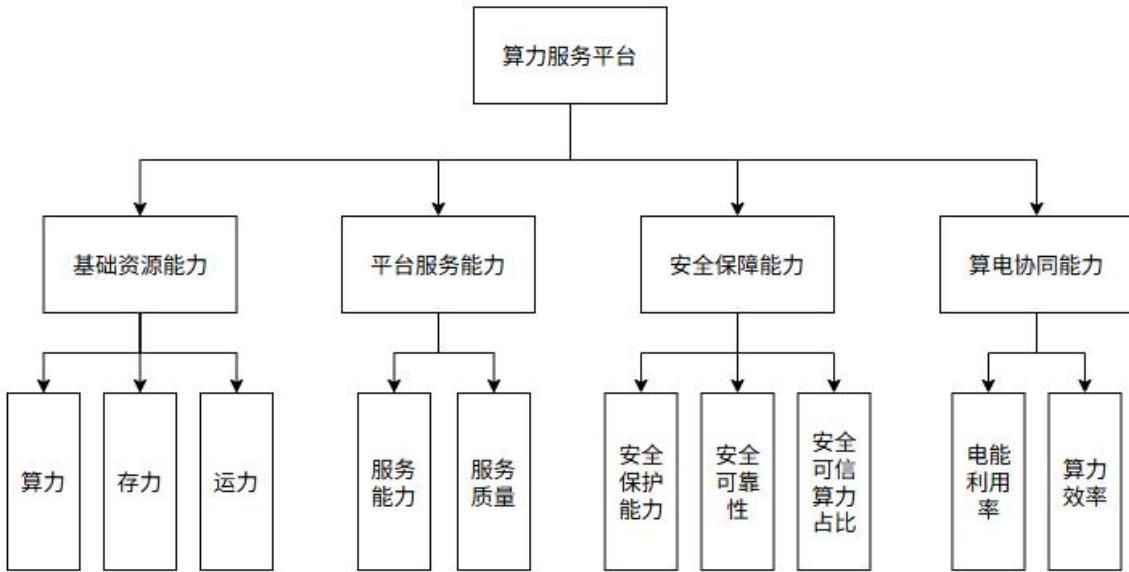 算力服务平台
基础资源能力
平台服务能力
安全保障能力
算电协同能力
算力
存力
运力
服务
能力
服务
质量
安全
保护
能力
安全
可靠
性
安全
可信
算力
占比
电能
利用
率
算力
效率